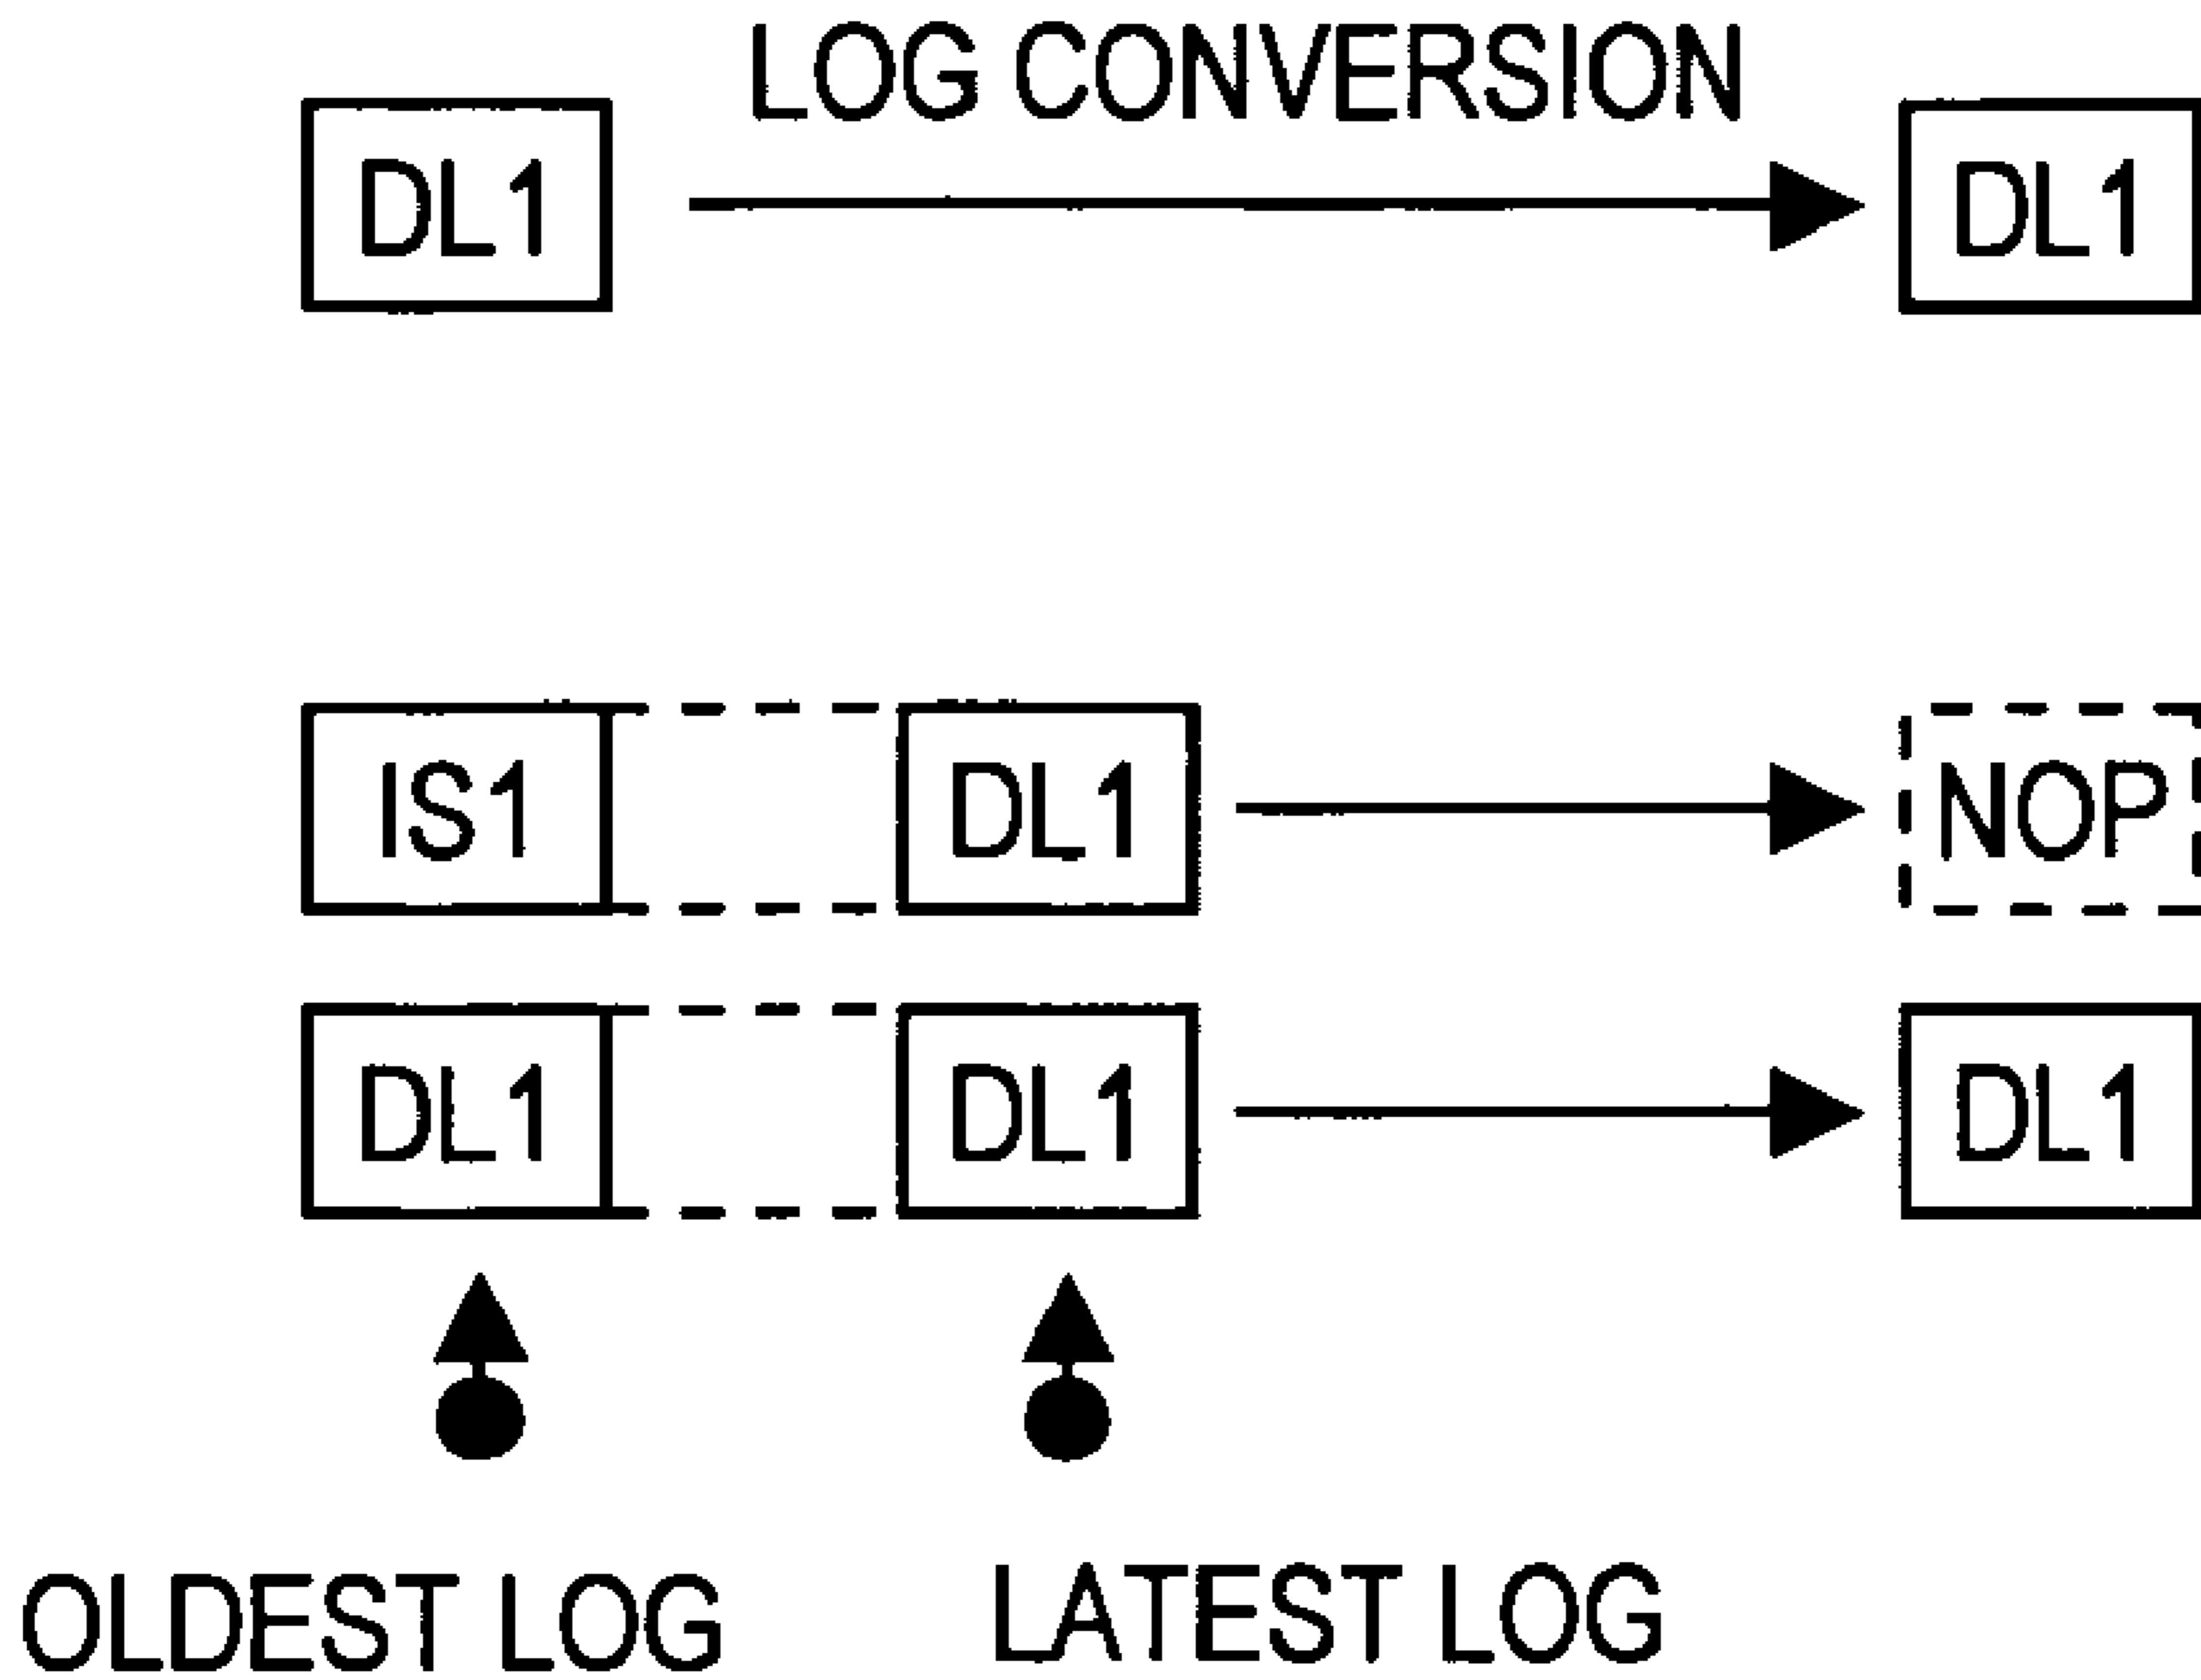 LOG CONVERSION
DL1 DL1
IS1 DL1 NOP
DL1 DL1 DL1
OLDEST LOG LATEST LOG